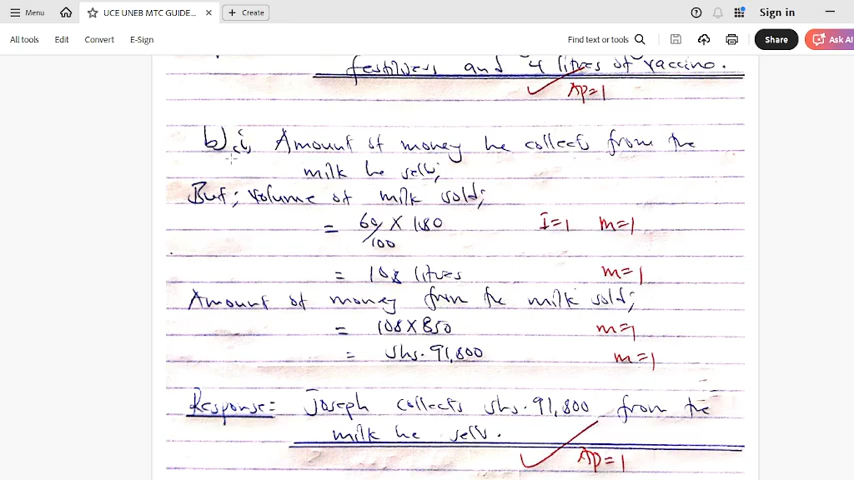 Menu
UCE UNEB MTC GUIDE...
Create
Sign in
All tools
Edit
Convert
E-Sign
Find text or tools
Share
Ask AI
fertilizers and 4 litres of vaccine.
Ap=1
b) i, Amount of money he collects from the
milk he sells;
But; Volume of milk sold;
= 60/100 X 180 I=1 m=1
= 108 litres m=1
Amount of money from the milk sold;
= 108 X 850 m=1
= shs. 91,800 m=1
Response: Joseph collects shs. 91,800 from the
milk he sells.
Ap=1